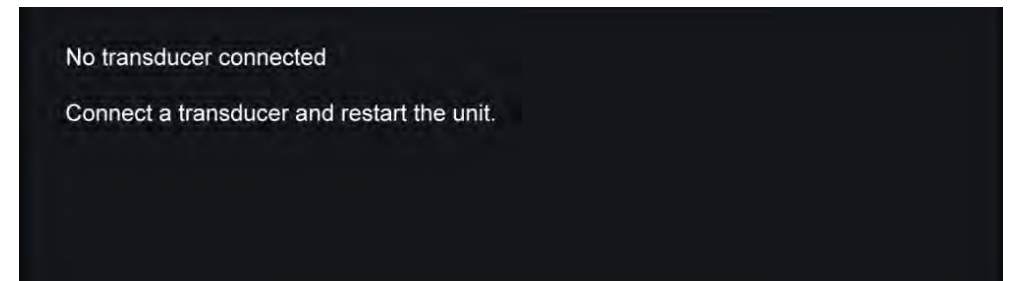 No transducer connected
Connect a transducer and restart the unit.